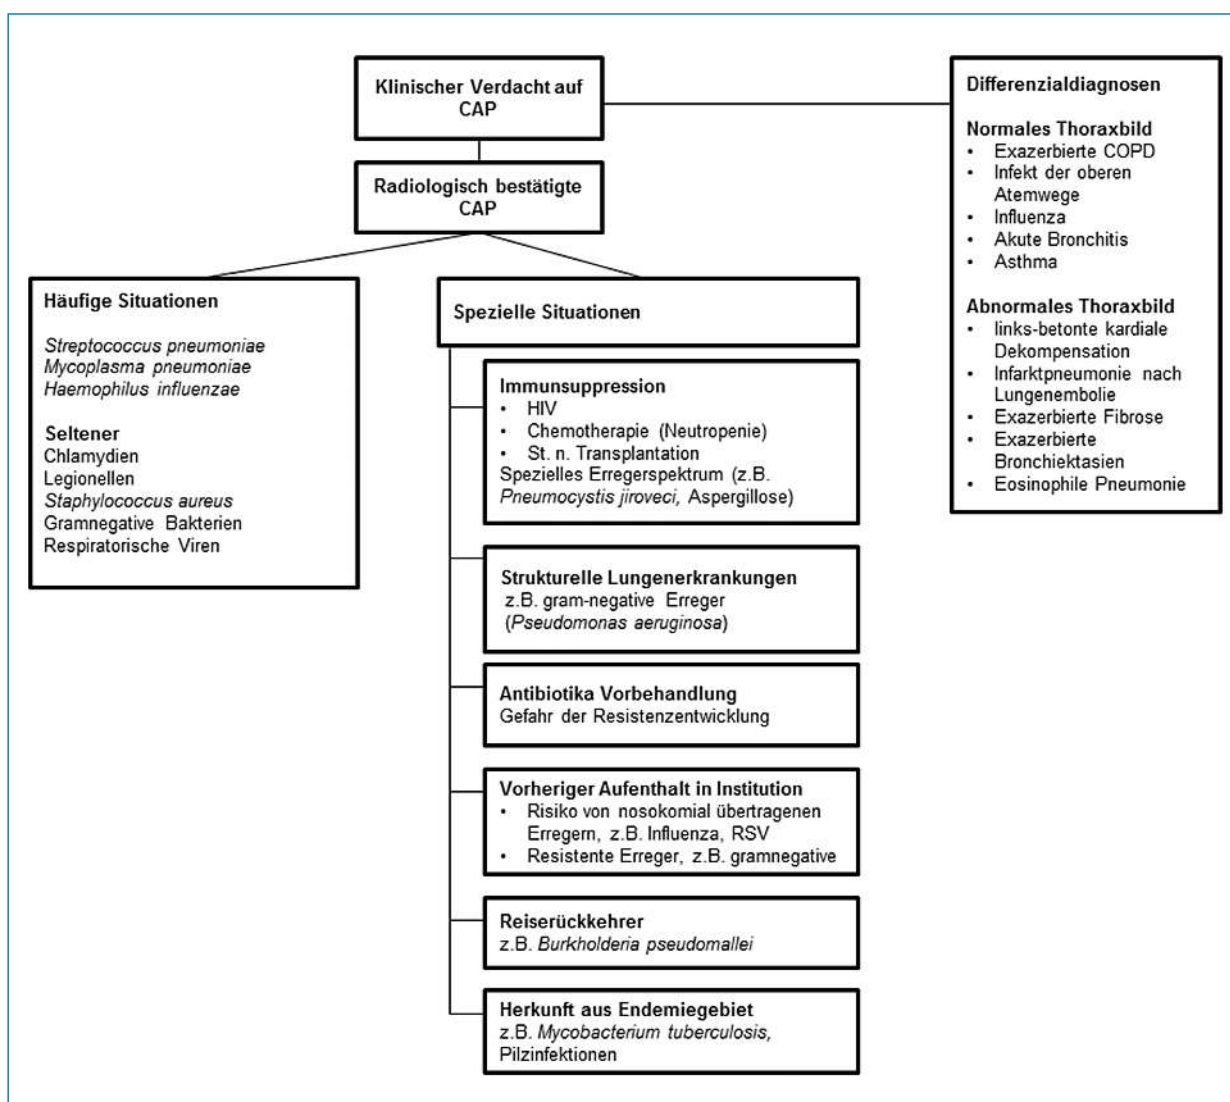 Klinischer Verdacht auf
CAP
Radiologisch bestätigte
CAP
Häufige Situationen
Streptococcus pneumoniae
Mycoplasma pneumoniae
Haemophilus influenzae
Seltener
Chlamydien
Legionellen
Staphylococcus aureus
Gramnegative Bakterien
Respiratorische Viren
Spezielle Situationen
Immunsuppression
• HIV
• Chemotherapie (Neutropenie)
• St. n. Transplantation
Spezielles Erregerspektrum (z.B.
Pneumocystis jiroveci, Aspergillose)
Strukturelle Lungenerkrankungen
z.B. gram-negative Erreger
(Pseudomonas aeruginosa)
Antibiotika Vorbehandlung
Gefahr der Resistenzentwicklung
Vorheriger Aufenthalt in Institution
• Risiko von nosokomial übertragenen
Erregern, z.B. Influenza, RSV
• Resistente Erreger, z.B. gramnegative
Reiserückkehrer
z.B. Burkholderia pseudomallei
Herkunft aus Endemiegebiet
z.B. Mycobacterium tuberculosis,
Pilzinfektionen
Differenzialdiagnosen
Normales Thoraxbild
• Exazerbierte COPD
• Infekt der oberen
Atemwege
• Influenza
• Akute Bronchitis
• Asthma
Abnormales Thoraxbild
• links-betonte kardiale
Dekompensation
• Infarktpneumonie nach
Lungenembolie
• Exazerbierte Fibrose
• Exazerbierte
Bronchiektasien
• Eosinophile Pneumonie